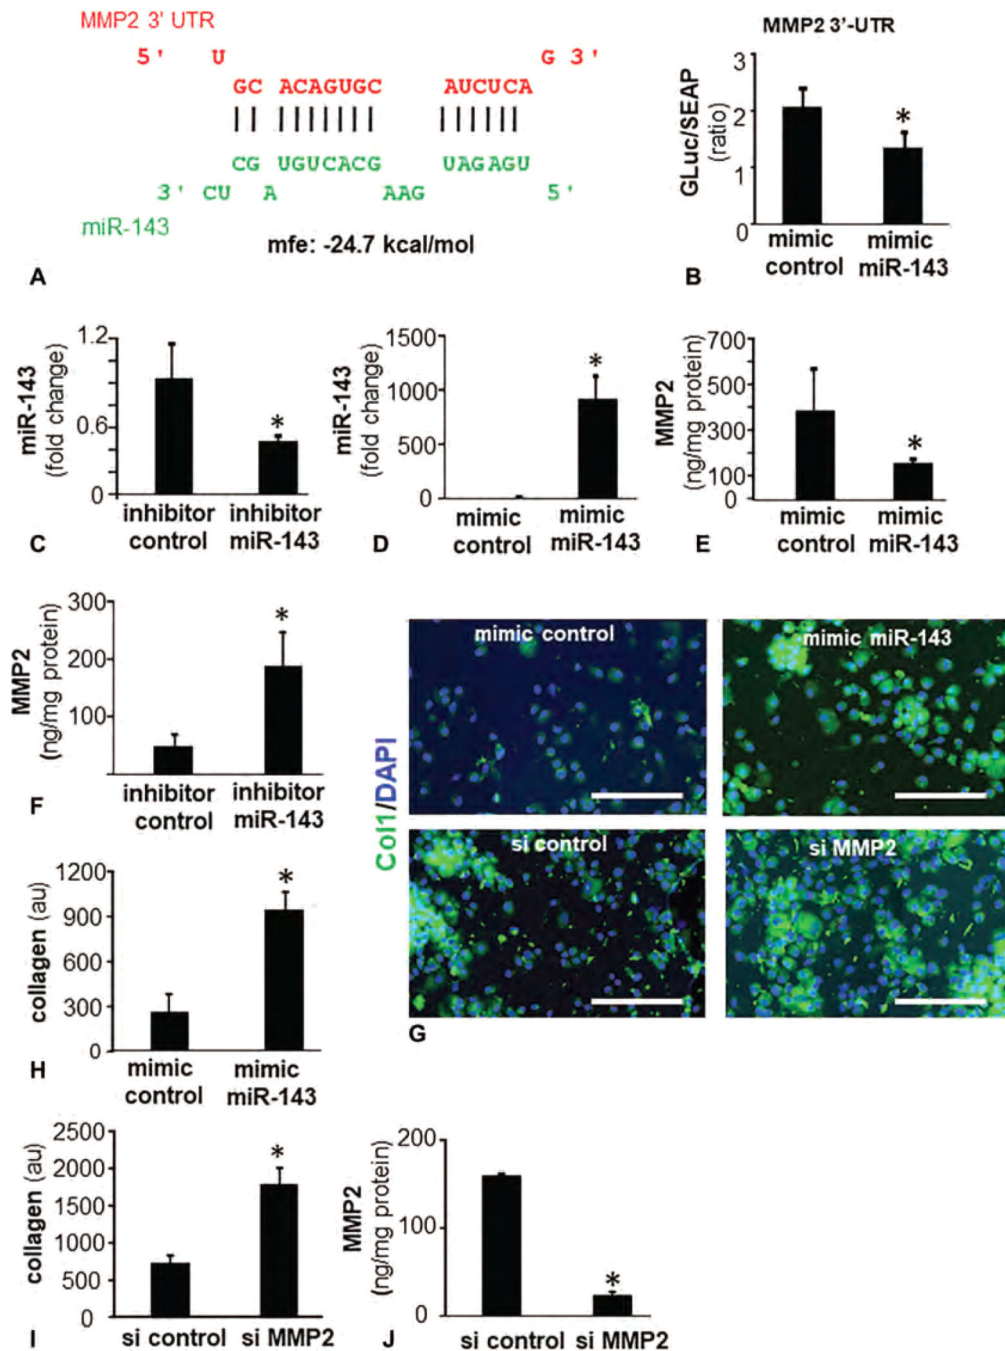 MMP2 3' UTR
5' U G 3'
GC ACAGUGC AUCUCA
CG UGUCACG UAGAGU
3' CU A AAG 5'
miR-143
mfe: -24.7 kcal/mol
A
MMP2 3'-UTR
GLuc/SEAP
(ratio)
3
2
1
0
mimic control
mimic miR-143
B
miR-143
(fold change)
1.2
0.6
0
inhibitor control
inhibitor miR-143
*
C
miR-143
(fold change)
1500
1000
500
0
mimic control
mimic miR-143
*
D
MMP2
(ng/mg protein)
700
500
300
100
0
mimic control
mimic miR-143
*
E
MMP2
(ng/mg protein)
300
200
100
inhibitor control
inhibitor miR-143
*
F
Col1/DAPI
mimic control
mimic miR-143
si control
si MMP2
G
collagen (au)
1200
900
600
300
0
mimic control
mimic miR-143
*
H
collagen (au)
2500
2000
1500
1000
500
0
si control
si MMP2
*
I
MMP2
(ng/mg protein)
200
100
0
si control
si MMP2
*
J